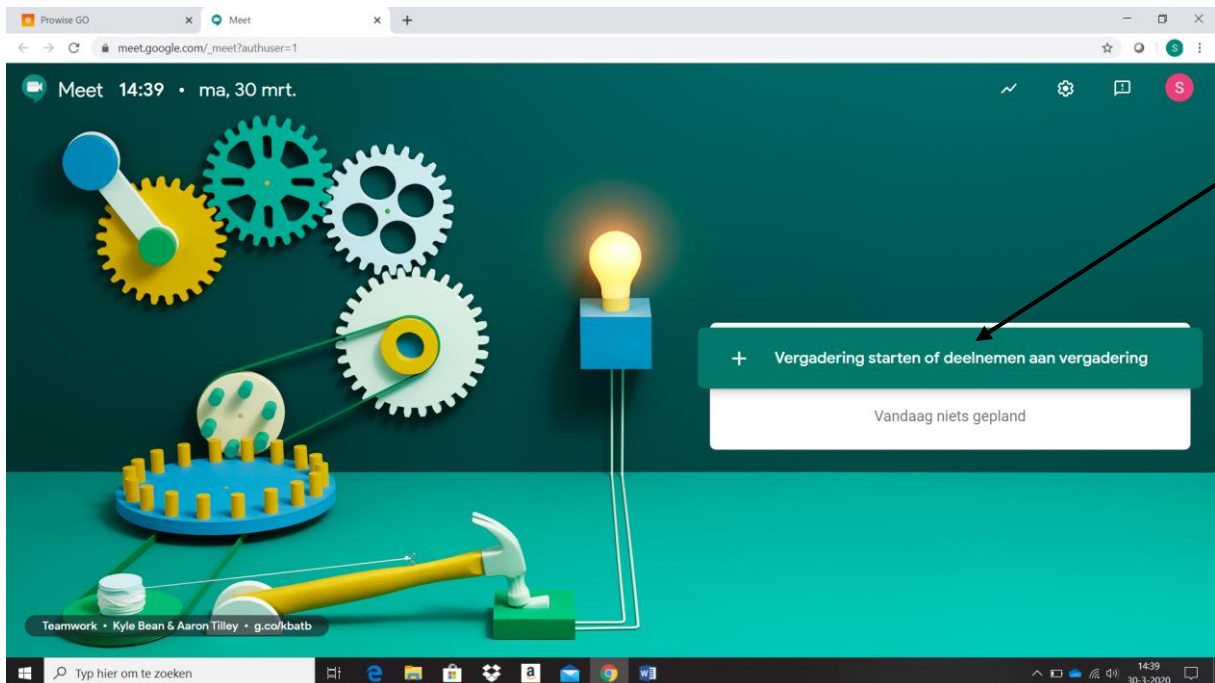 Prowise GO
Meet
meet.google.com/_meet?authuser=1
S
Meet 14:39 • ma, 30 mrt.
S
+ Vergadering starten of deelnemen aan vergadering
Vandaag niets gepland
Teamwork • Kyle Bean & Aaron Tilley • g.co/kbatb
Typ hier om te zoeken
a
14:39
30-3-2020